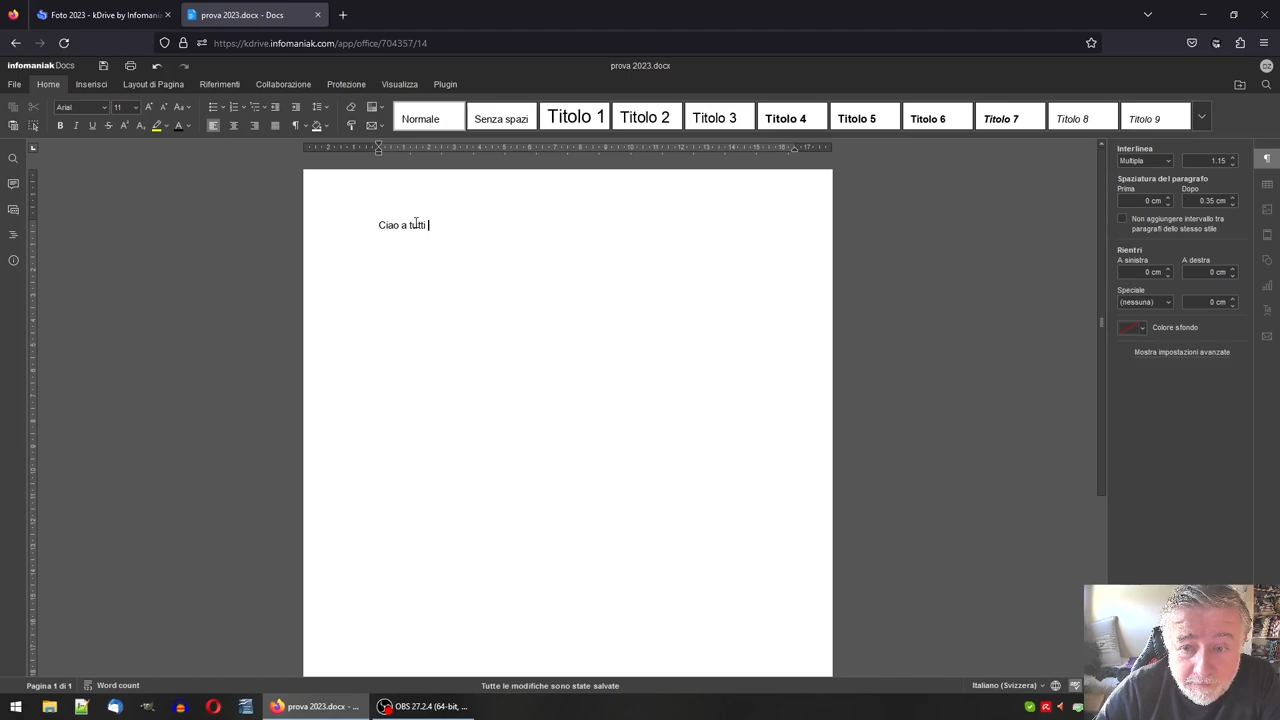 Foto 2023 - kDrive by Infomania
prova 2023.docx - Docs
https://kdrive.infomaniak.com/app/office/704357/14
infomaniak Docs
prova 2023.docx
DZ
File Home Inserisci Layout di Pagina Riferimenti Collaborazione Protezione Visualizza Plugin
Arial 11
Normale Senza spazi Titolo 1 Titolo 2 Titolo 3 Titolo 4 Titolo 5 Titolo 6 Titolo 7 Titolo 8 Titolo 9
Ciao a tutti
Interlinea
Multipla 1.15
Spaziatura del paragrafo
Prima Dopo
0 cm 0.35 cm
Non aggiungere intervallo tra
paragrafi dello stesso stile
Rientri
A sinistra A destra
0 cm 0 cm
Speciale
(nessuna) 0 cm
Colore sfondo
Mostra impostazioni avanzate
Pagina 1 di 1 Word count Tutte le modifiche sono state salvate Italiano (Svizzera)
prova 2023.docx - ... OBS 27.2.4 (64-bit, ...